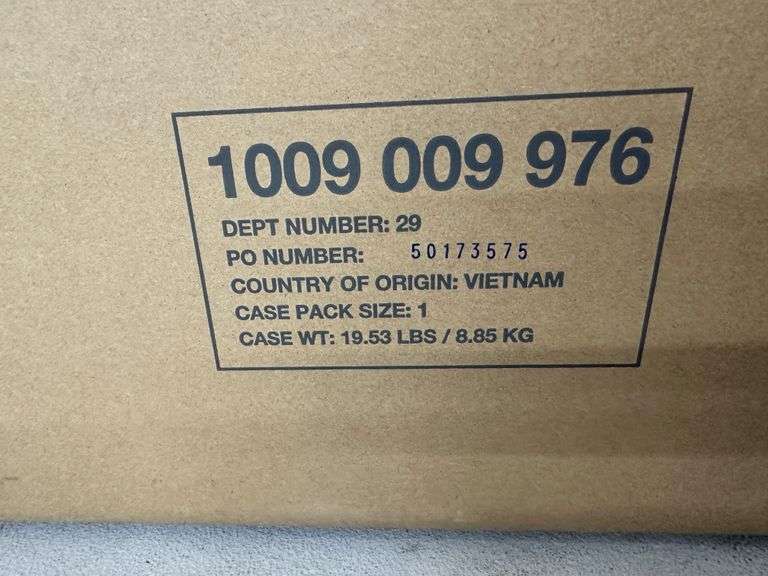 1009 009 976
DEPT NUMBER: 29
PO NUMBER: 50173575
COUNTRY OF ORIGIN: VIETNAM
CASE PACK SIZE: 1
CASE WT: 19.53 LBS / 8.85 KG